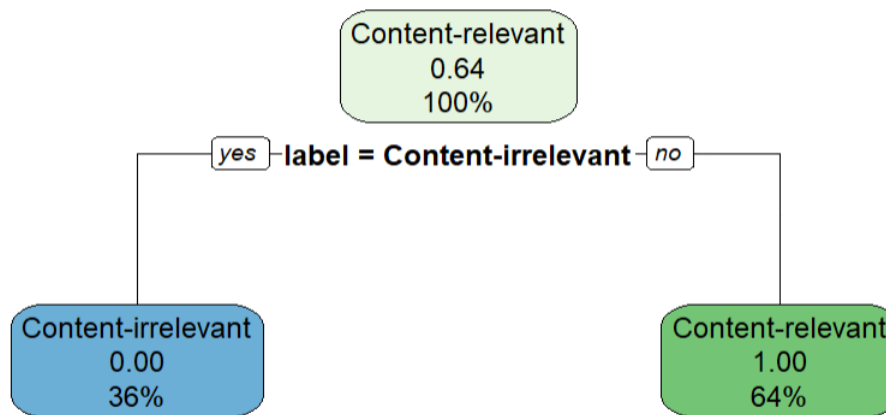 Content-relevant
0.64
100%
yes label = Content-irrelevant no
Content-irrelevant
0.00
36%
Content-relevant
1.00
64%